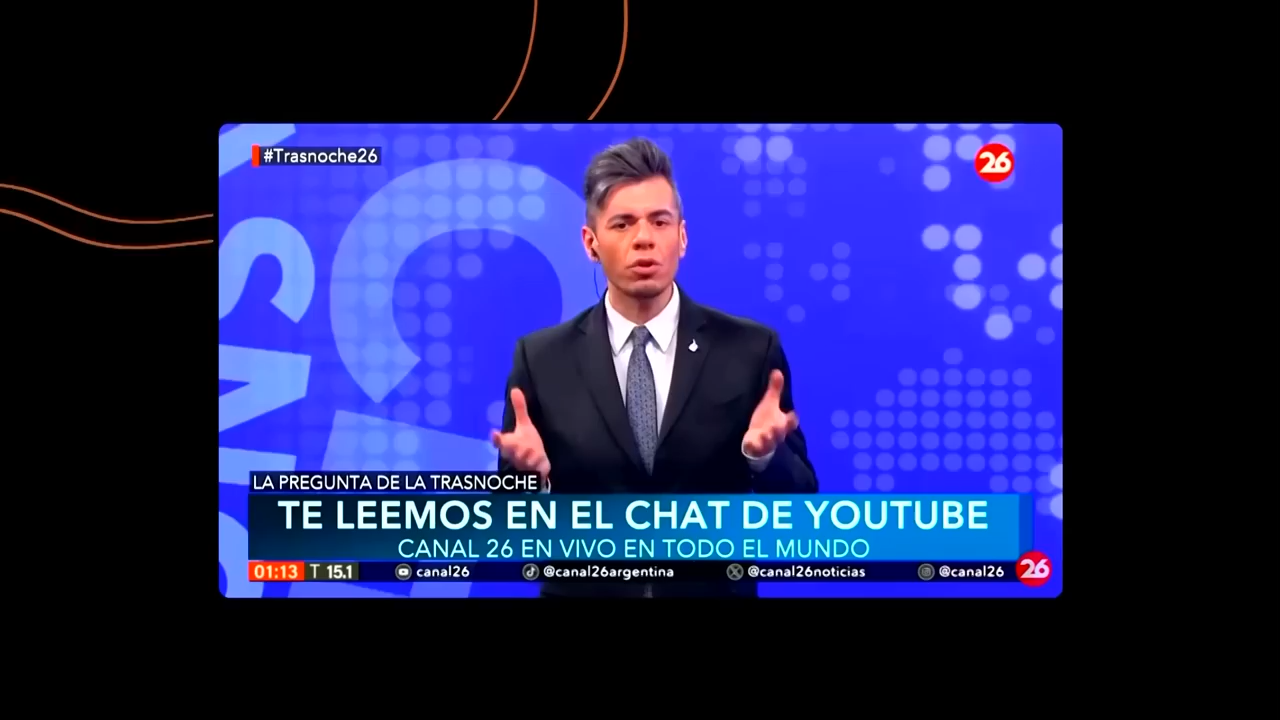 #Trasnoche26
26
LA PREGUNTA DE LA TRASNOCHE
TE LEEMOS EN EL CHAT DE YOUTUBE
CANAL 26 EN VIVO EN TODO EL MUNDO
01:13 T 15.1 canal26 @canal26argentina @canal26noticias @canal26 26